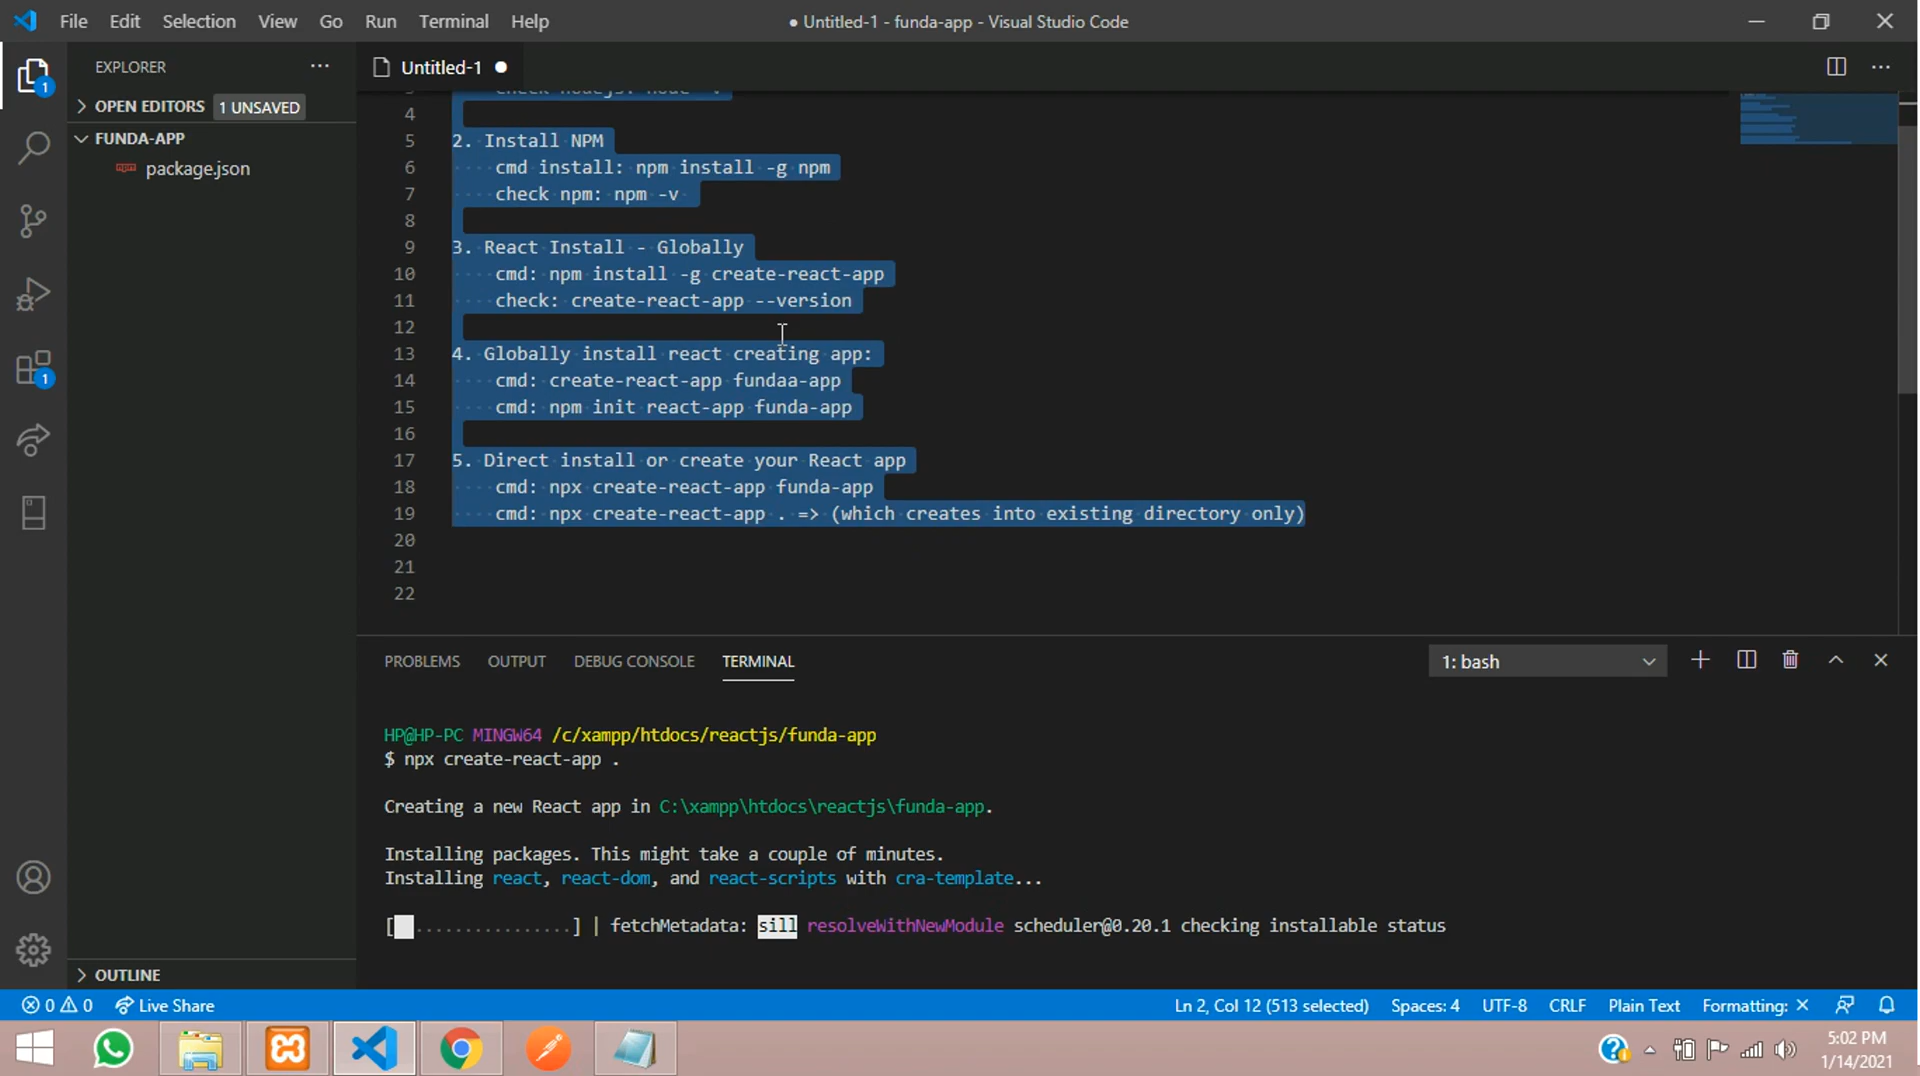 File Edit Selection View Go Run Terminal Help ● Untitled-1 - funda-app - Visual Studio Code
EXPLORER
Untitled-1
OPEN EDITORS 1 UNSAVED
FUNDA-APP
package.json
1
1
4
5 2. Install NPM
6 cmd install: npm install -g npm
7 check npm: npm -v
8
9 3. React Install - Globally
10 cmd: npm install -g create-react-app
11 check: create-react-app --version
12
13 4. Globally install react creating app:
14 cmd: create-react-app fundaa-app
15 cmd: npm init react-app funda-app
16
17 5. Direct install or create your React app
18 cmd: npx create-react-app funda-app
19 cmd: npx create-react-app . => (which creates into existing directory only)
20
21
22
PROBLEMS OUTPUT DEBUG CONSOLE TERMINAL 1: bash
HP@HP-PC MINGW64 /c/xampp/htdocs/reactjs/funda-app
$ npx create-react-app .
Creating a new React app in C:\xampp\htdocs\reactjs\funda-app.
Installing packages. This might take a couple of minutes.
Installing react, react-dom, and react-scripts with cra-template...
[ ................] | fetchMetadata: sill resolveWithNewModule scheduler@0.20.1 checking installable status
OUTLINE
0 0 Live Share Ln 2, Col 12 (513 selected) Spaces: 4 UTF-8 CRLF Plain Text Formatting: ×
5:02 PM
1/14/2021